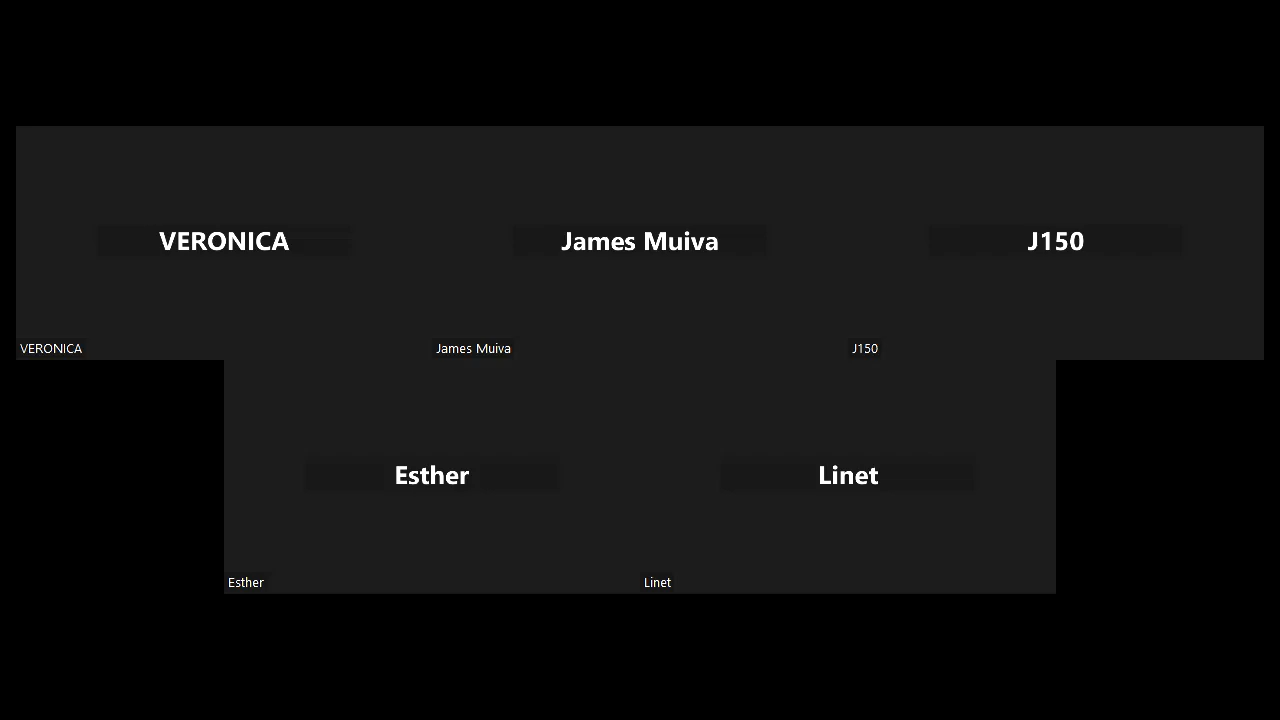 VERONICA
James Muiva
J150
VERONICA
James Muiva
J150
Esther
Linet
Esther
Linet